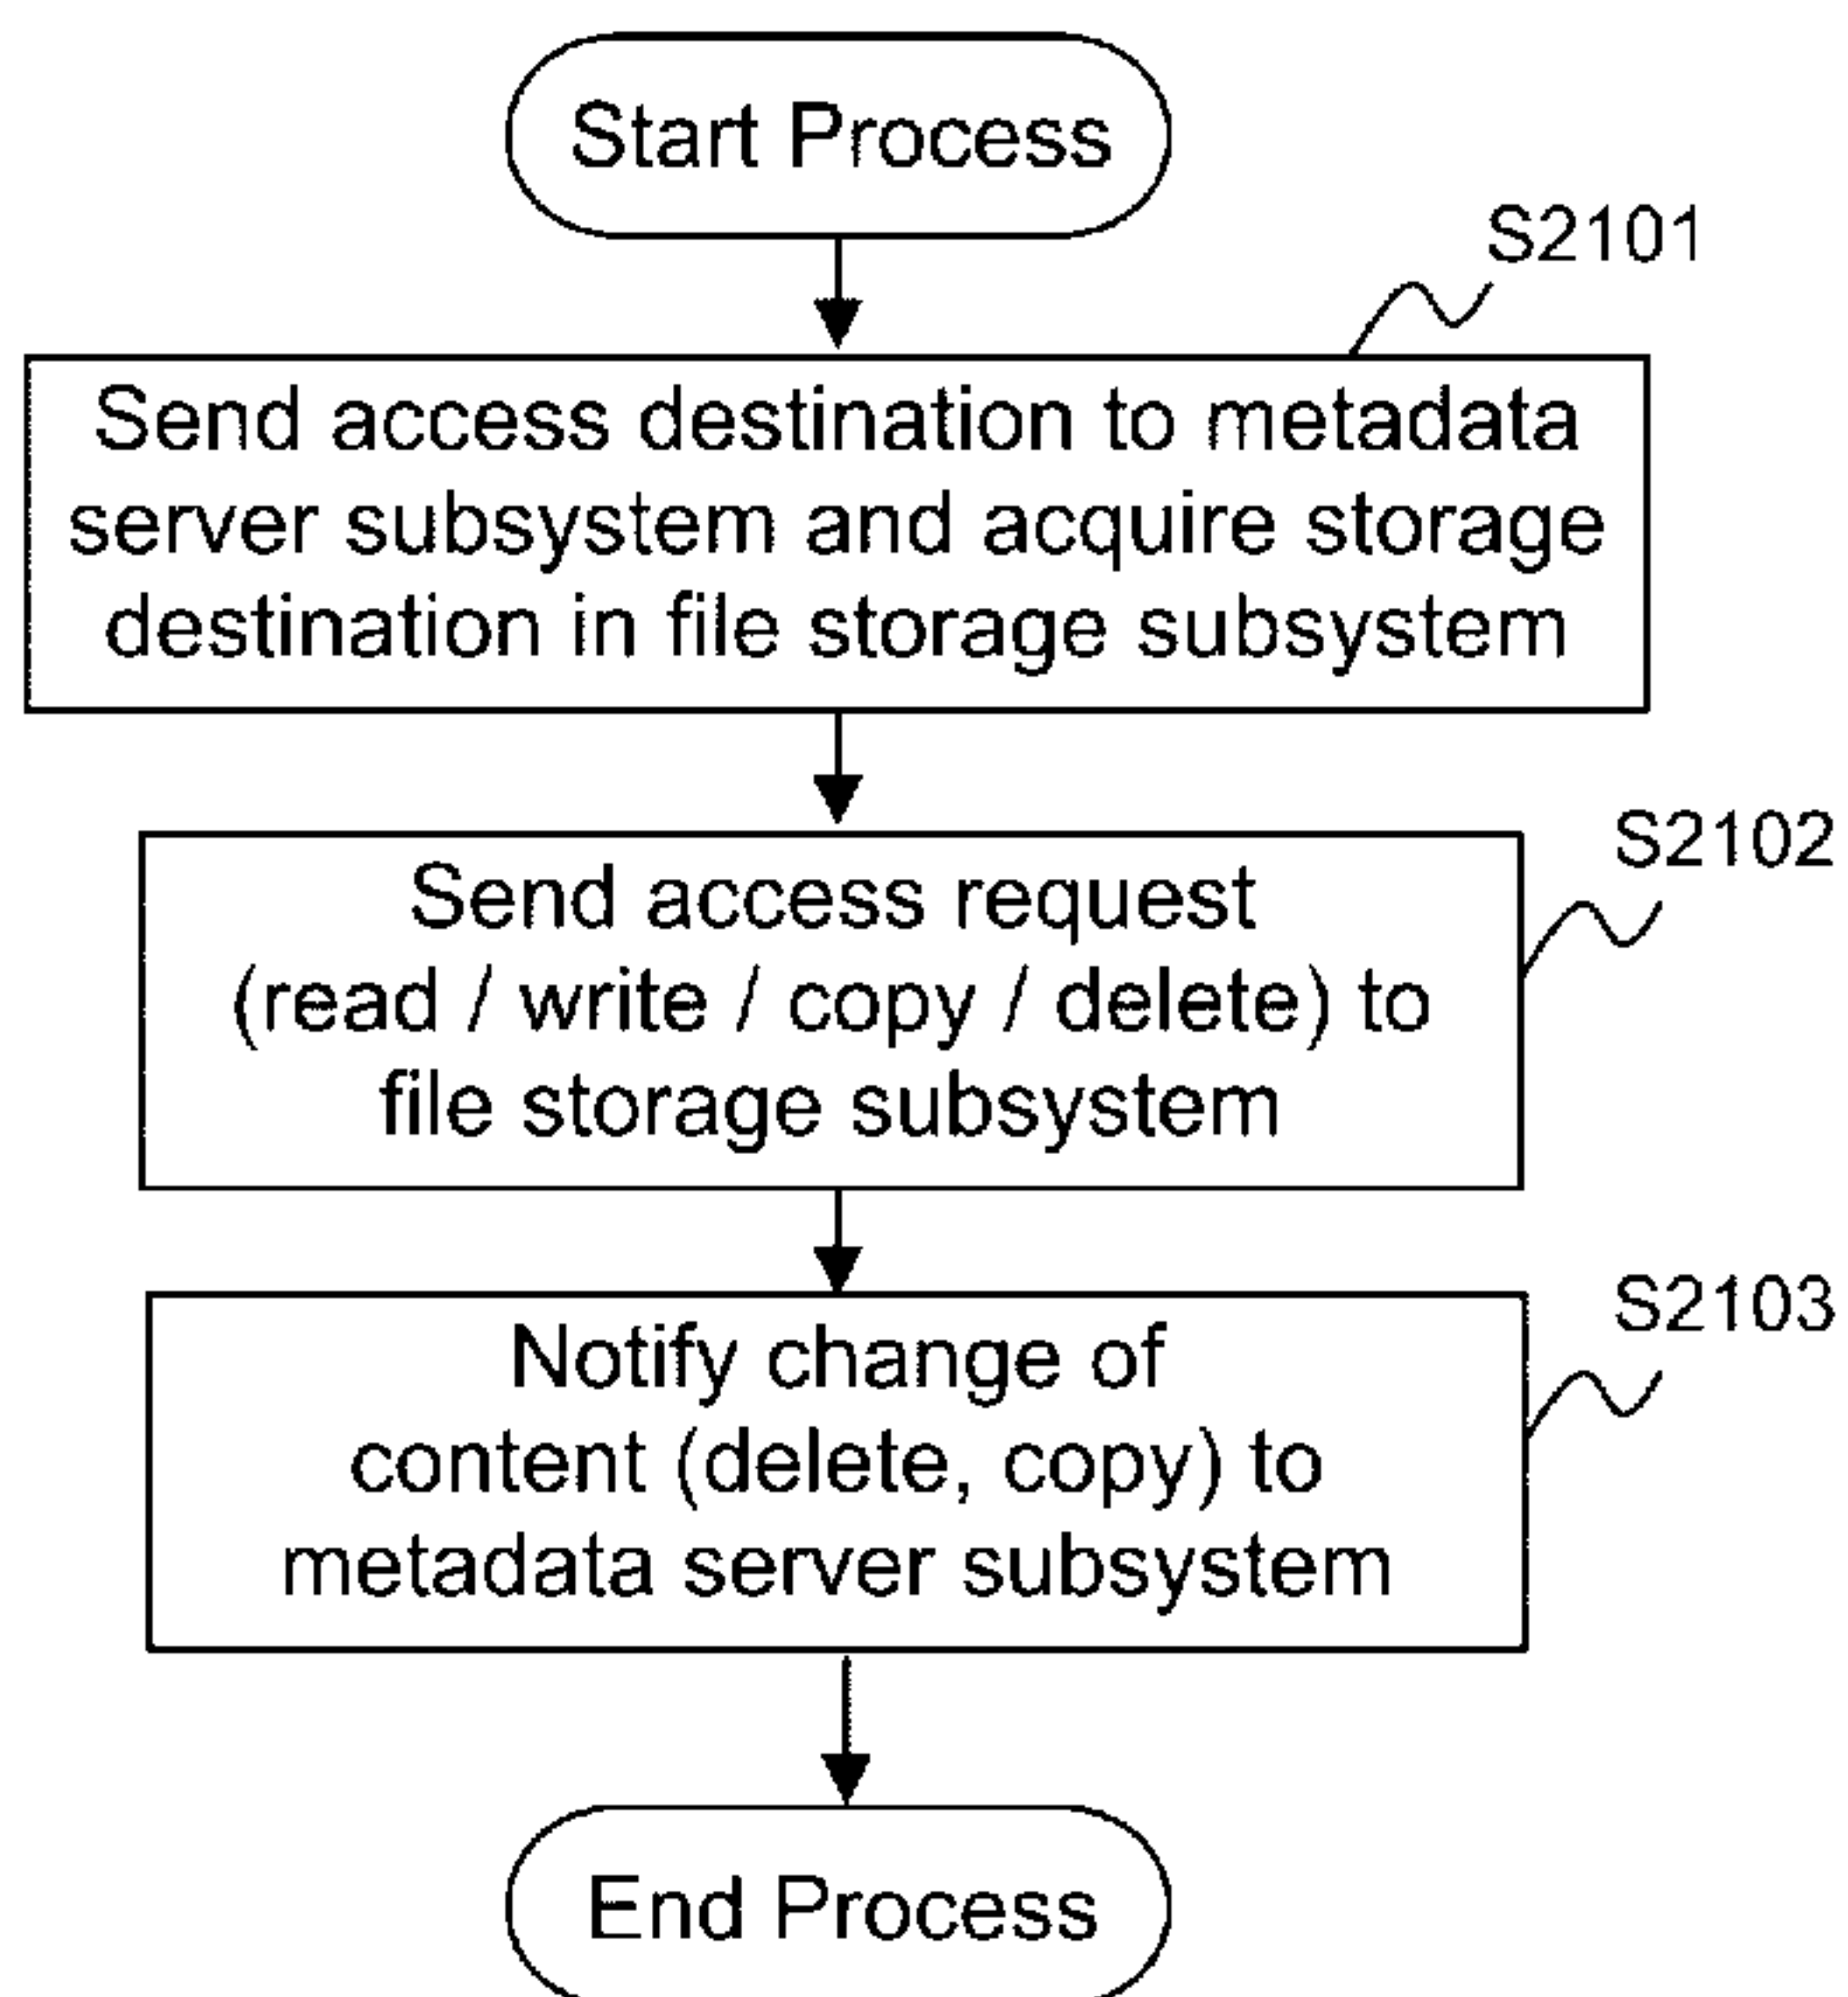 Start Process
S2101
Send access destination to metadata
server subsystem and acquire storage
destination in file storage subsystem
S2102
Send access request
(read / write / copy / delete) to
file storage subsystem
S2103
Notify change of
content (delete, copy) to
metadata server subsystem
End Process